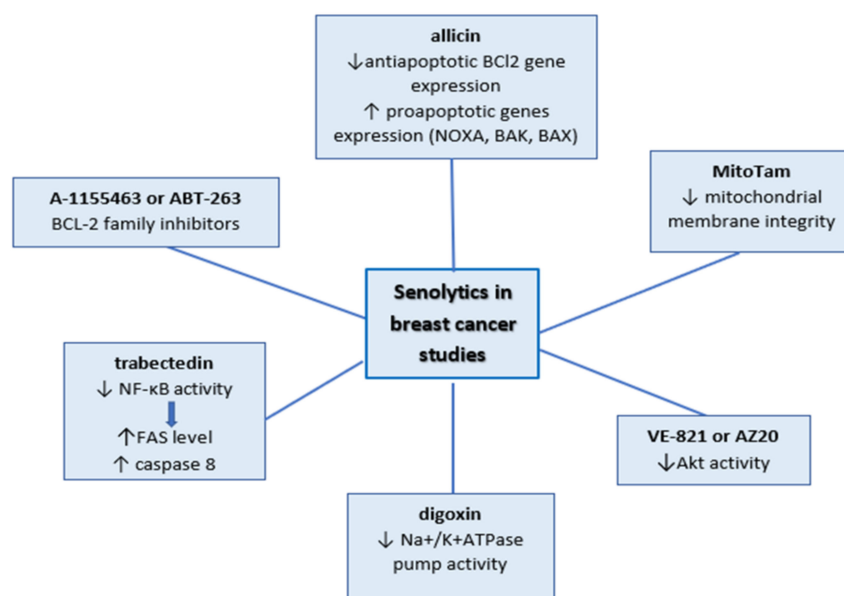 allicin
↓antiapoptotic BCl2 gene
expression
↑ proapoptotic genes
expression (NOXA, BAK, BAX)
A-1155463 or ABT-263
BCL-2 family inhibitors
MitoTam
↓ mitochondrial
membrane integrity
Senolytics in
breast cancer
studies
trabectedin
↓ NF-κB activity
↑FAS level
↑ caspase 8
VE-821 or AZ20
↓Akt activity
digoxin
↓ Na+/K+ATPase
pump activity